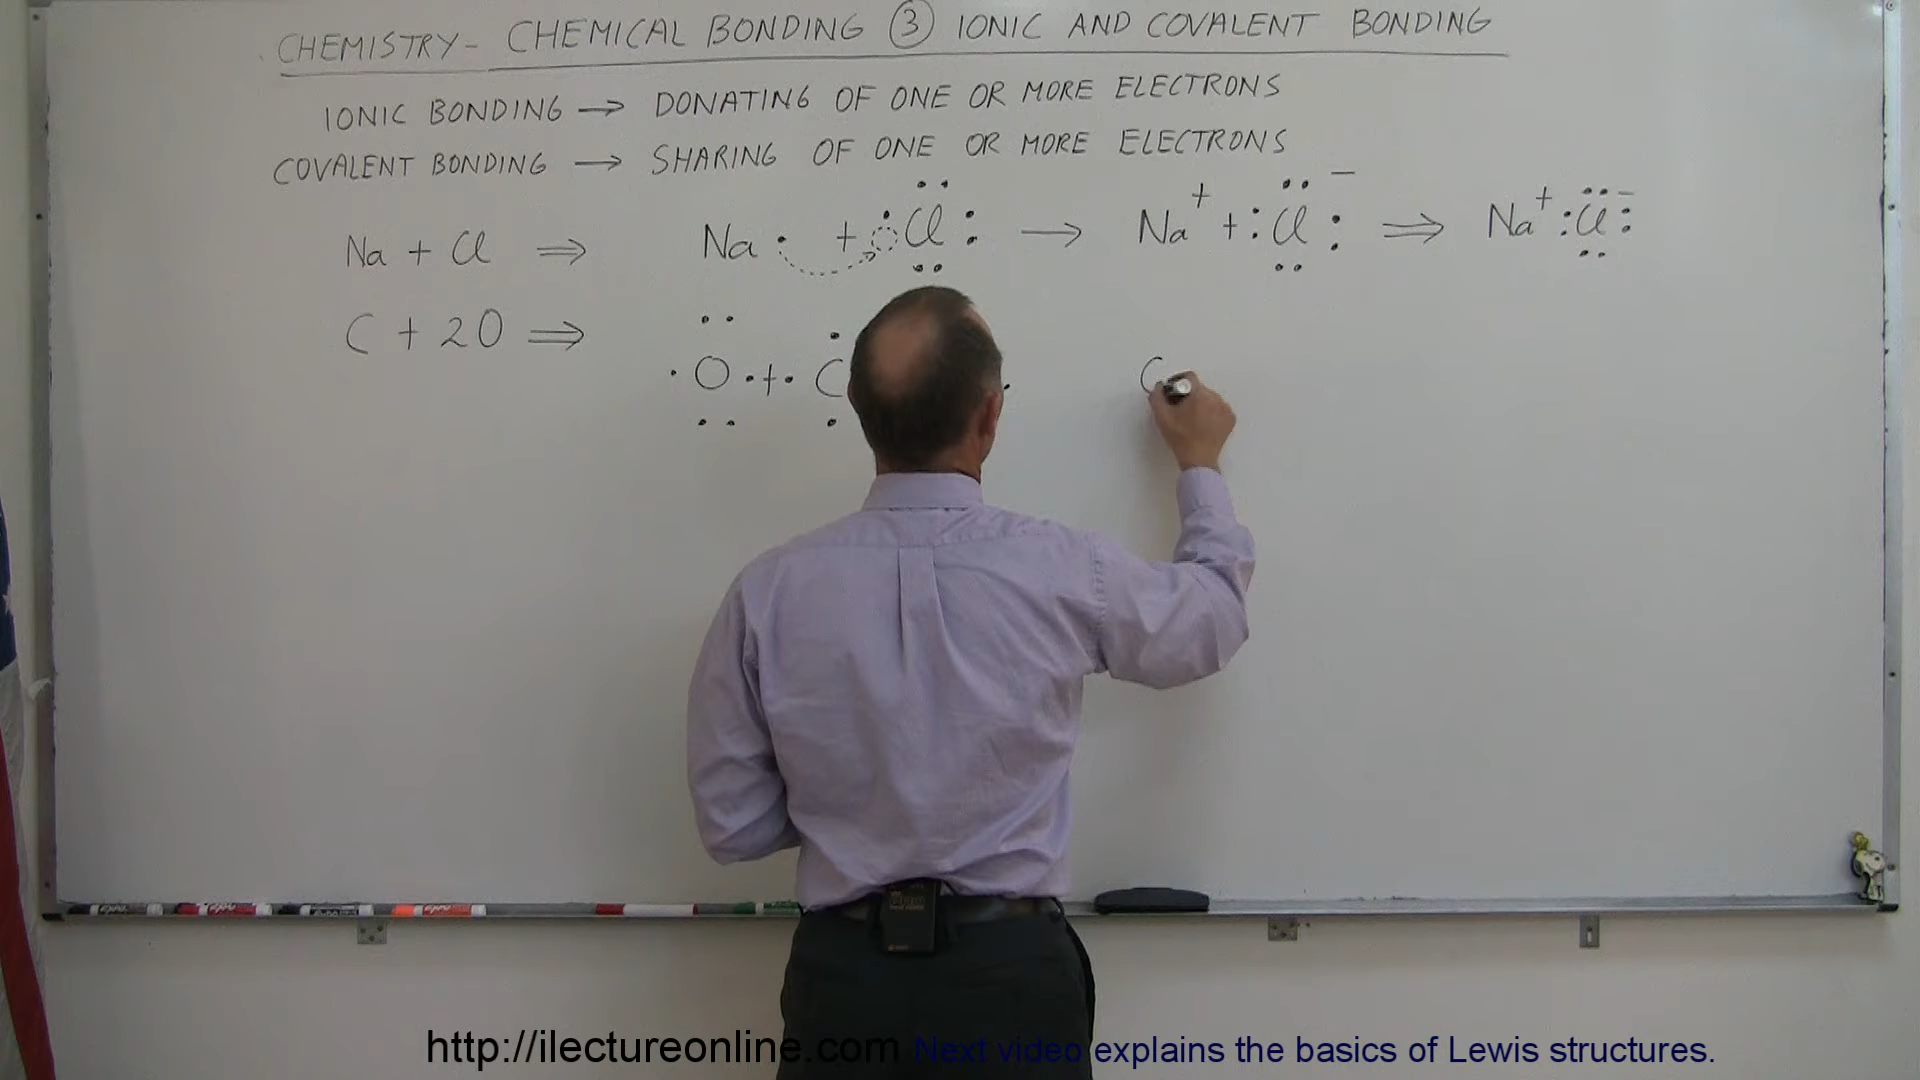 CHEMISTRY - CHEMICAL BONDING ③ IONIC AND COVALENT BONDING
IONIC BONDING → DONATING OF ONE OR MORE ELECTRONS
COVALENT BONDING → SHARING OF ONE OR MORE ELECTRONS
Na + Cl ⇒ Na · + Cl → Na⁺ + :Cl:⁻ ⇒ Na⁺ :Cl:⁻
C + 2O ⇒
· O · + · C
C
EXPO EXPO
http://ilectureonline.com Next video explains the basics of Lewis structures.